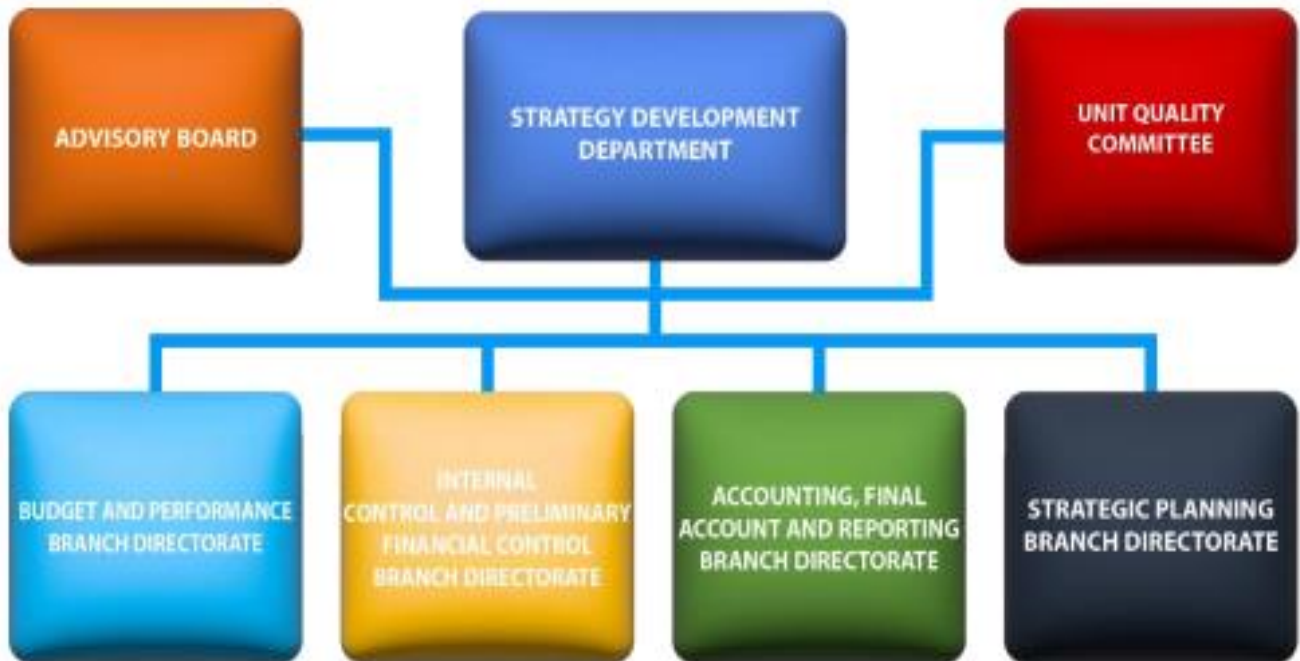 ADVISORY BOARD
STRATEGY DEVELOPMENT
DEPARTMENT
UNIT QUALITY
COMMITTEE
BUDGET AND PERFORMANCE
BRANCH DIRECTORATE
INTERNAL
CONTROL AND PRELIMINARY
FINANCIAL CONTROL
BRANCH DIRECTORATE
ACCOUNTING, FINAL
ACCOUNT AND REPORTING
BRANCH DIRECTORATE
STRATEGIC PLANNING
BRANCH DIRECTORATE